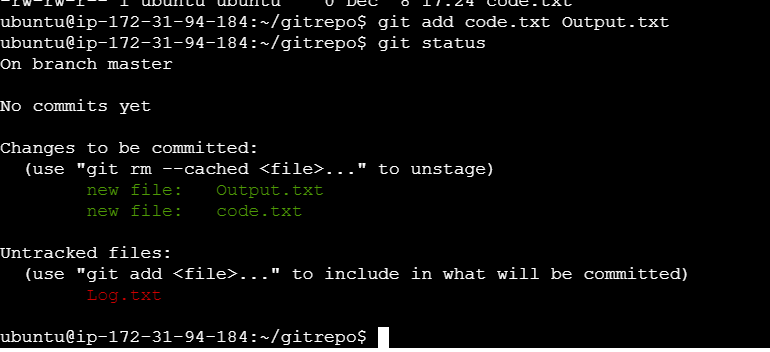 -rw-rw-r-- 1 ubuntu ubuntu    0 Dec  8 17:24 code.txt
ubuntu@ip-172-31-94-184:~/gitrepo$ git add code.txt Output.txt
ubuntu@ip-172-31-94-184:~/gitrepo$ git status
On branch master
No commits yet
Changes to be committed:
  (use "git rm --cached <file>..." to unstage)
        new file:   Output.txt
        new file:   code.txt
Untracked files:
  (use "git add <file>..." to include in what will be committed)
        Log.txt
ubuntu@ip-172-31-94-184:~/gitrepo$